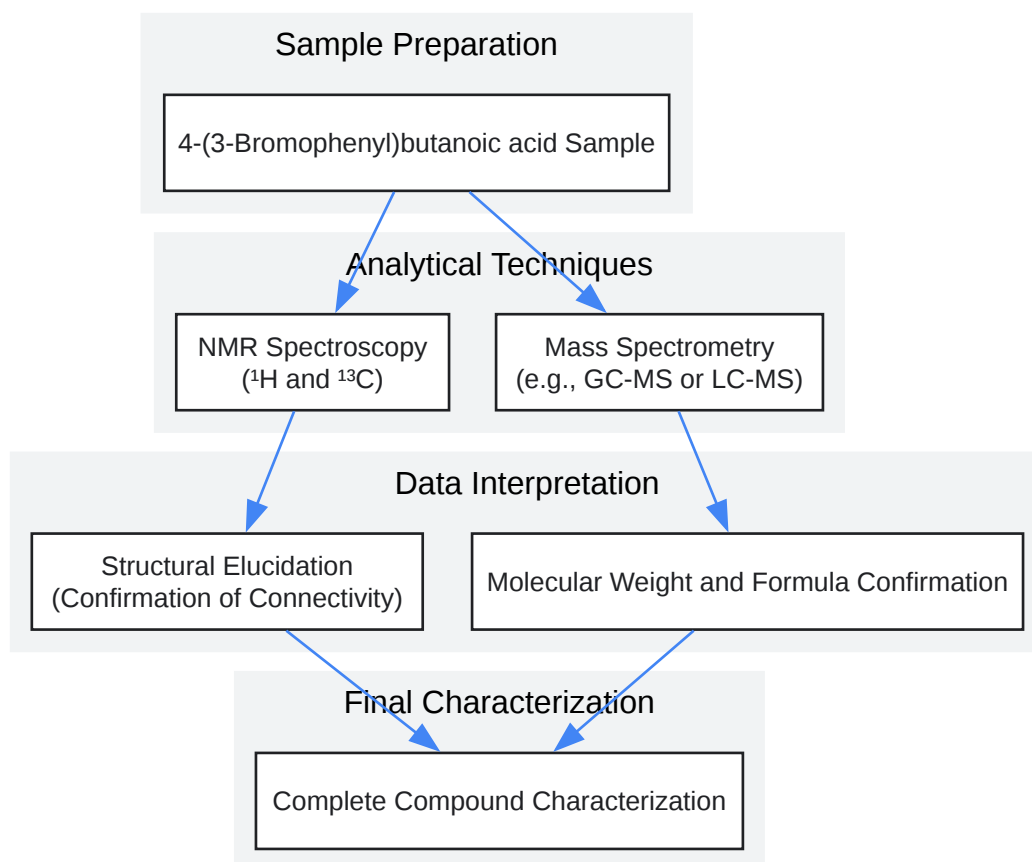 Sample Preparation
4-(3-Bromophenyl)butanoic acid Sample
Analytical Techniques
NMR Spectroscopy
(¹H and ¹³C)
Mass Spectrometry
(e.g., GC-MS or LC-MS)
Data Interpretation
Structural Elucidation
(Confirmation of Connectivity)
Molecular Weight and Formula Confirmation
Final Characterization
Complete Compound Characterization